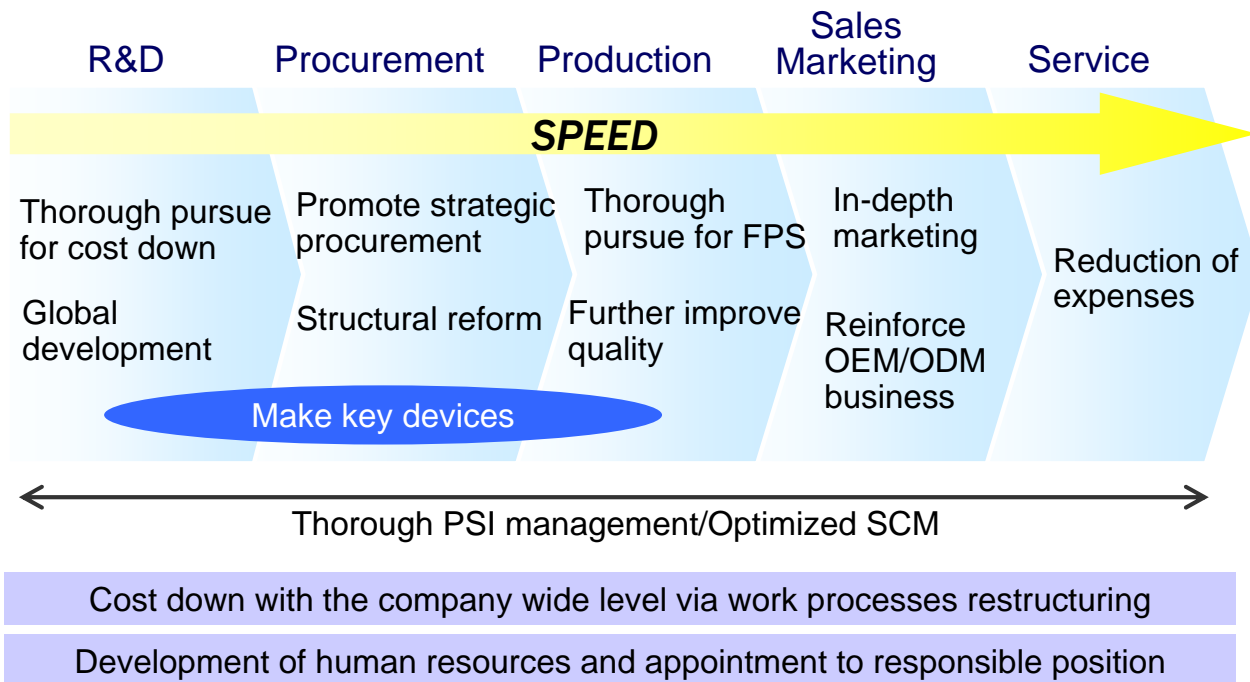 R&D
Procurement
Production
Sales
Marketing
Service
SPEED
Thorough pursue
for cost down
Global
development
Promote strategic
procurement
Structural reform
Thorough
pursue for FPS
Further improve
quality
In-depth
marketing
Reinforce
OEM/ODM
business
Reduction of
expenses
Make key devices
Thorough PSI management/Optimized SCM
Cost down with the company wide level via work processes restructuring
Development of human resources and appointment to responsible position